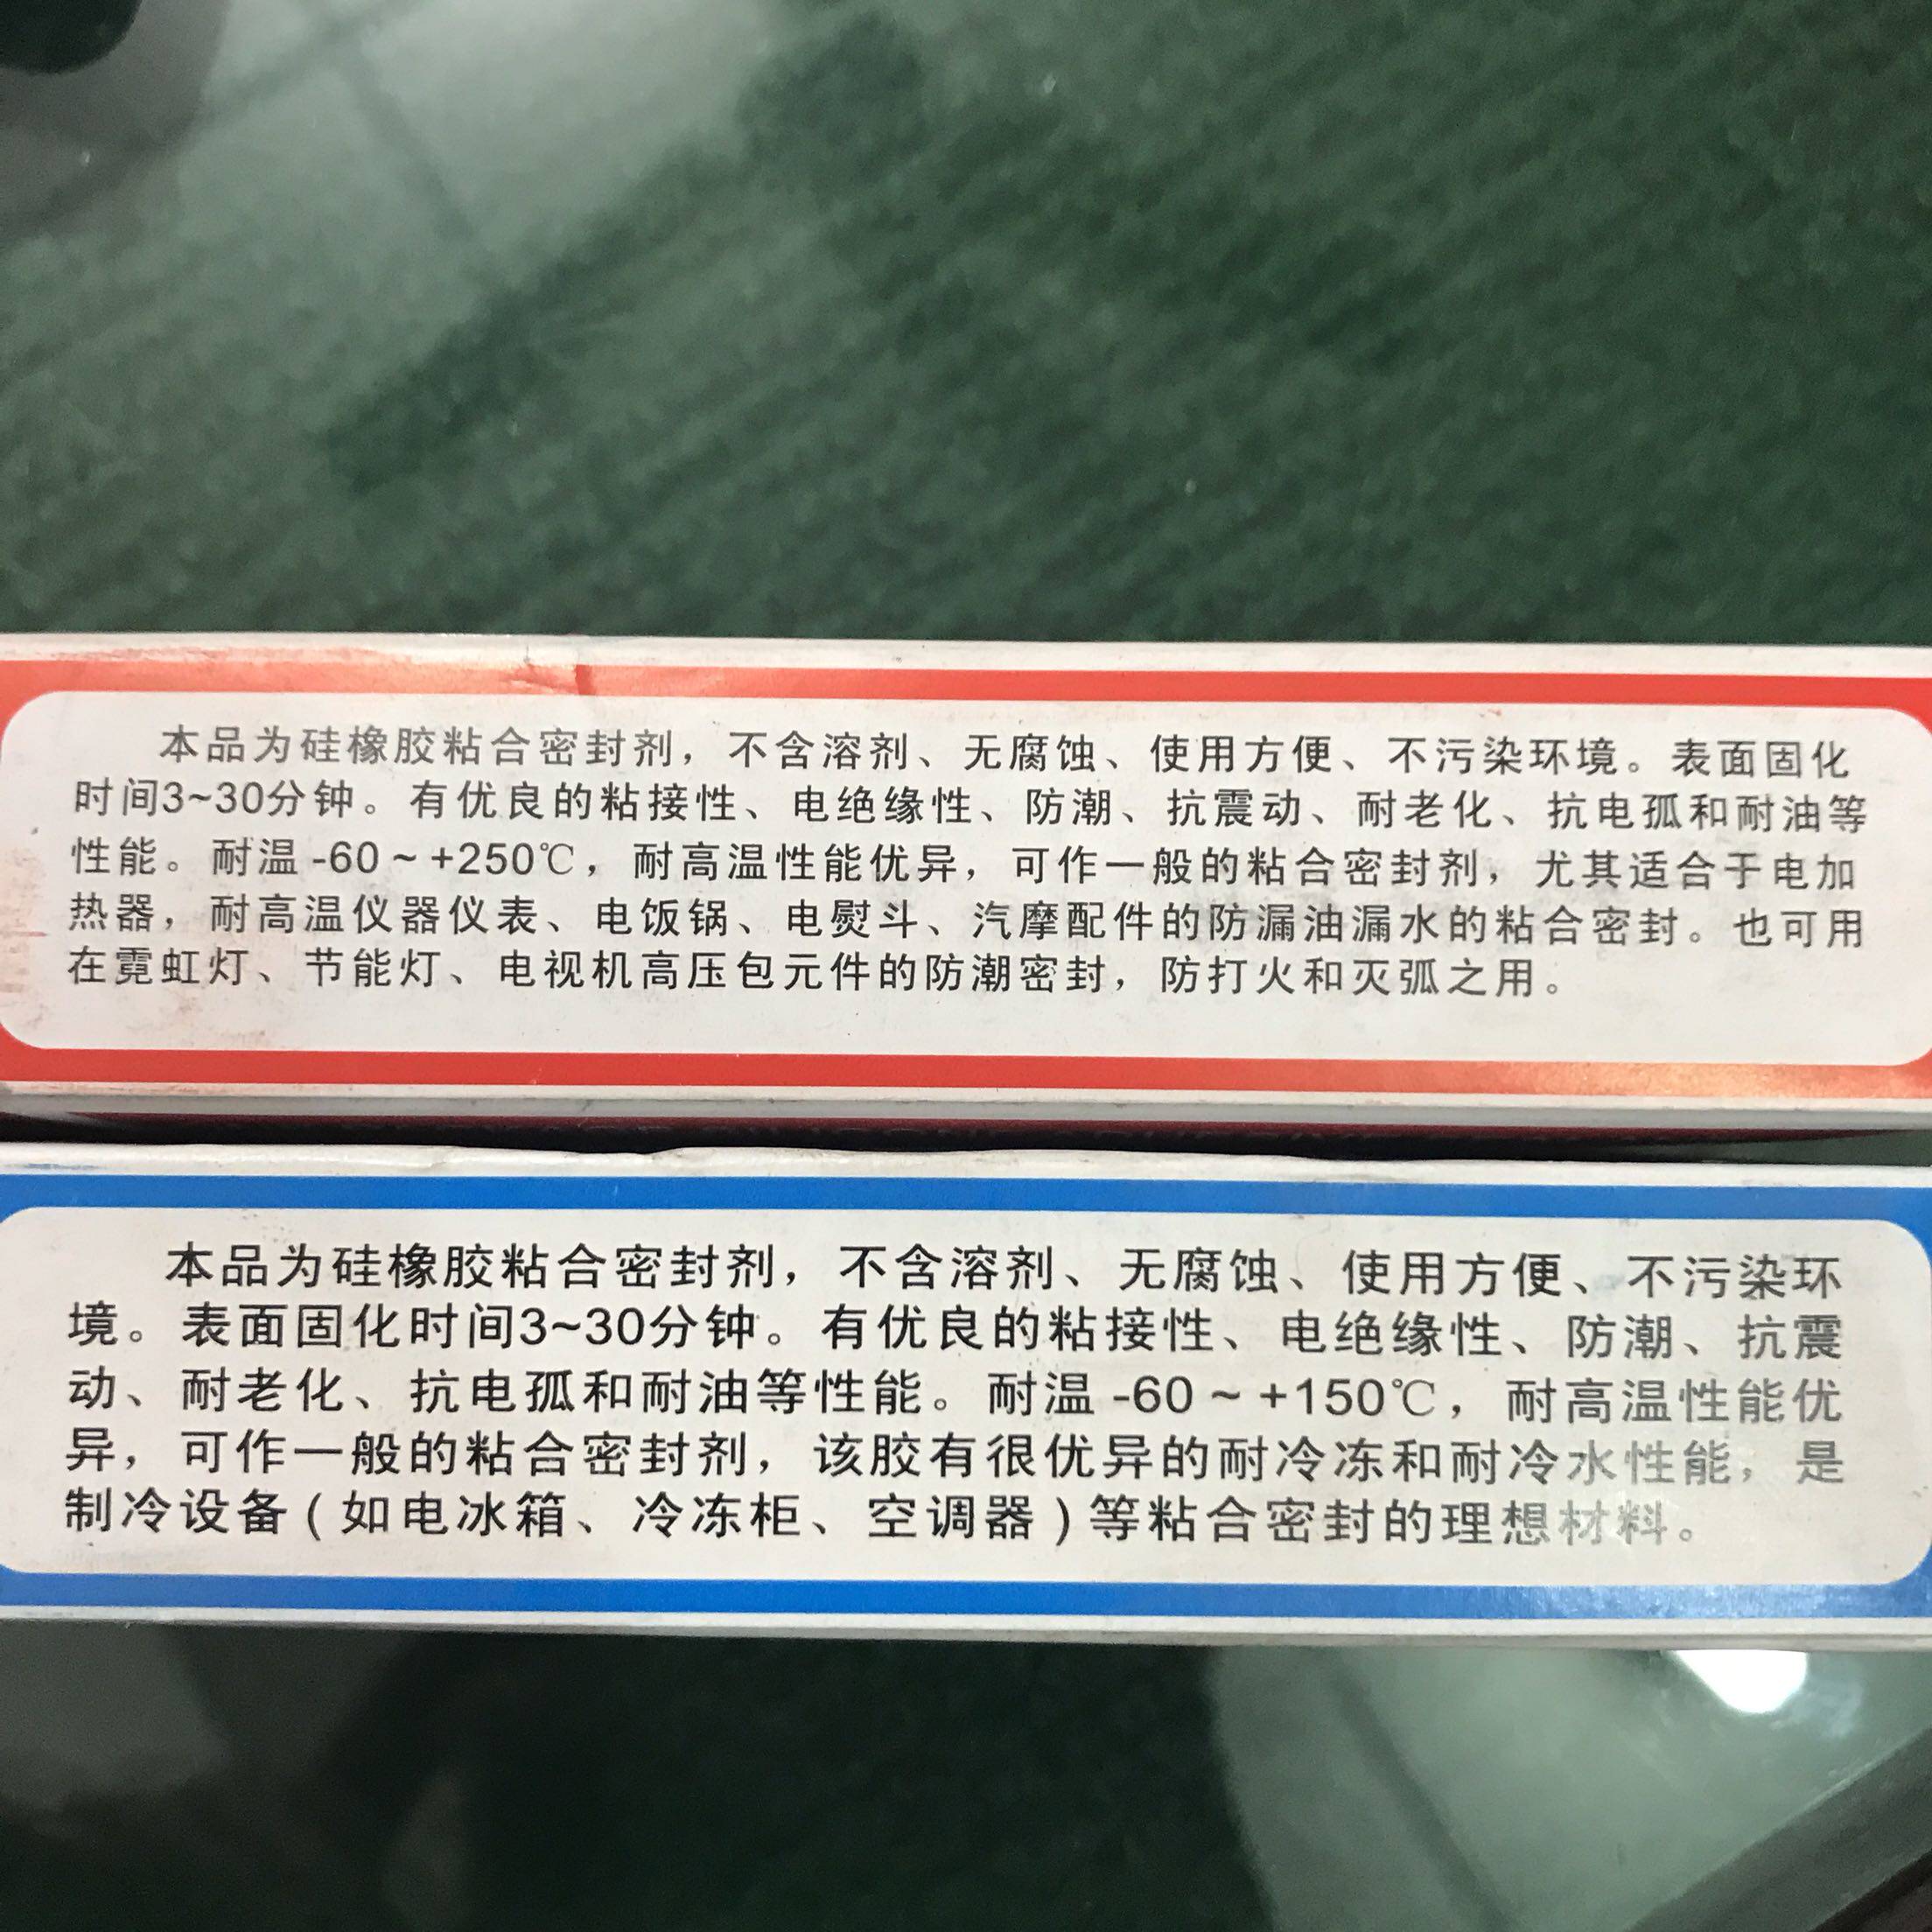 本品为硅橡胶粘合密封剂，不含溶剂、无腐蚀、使用方便、不污染环境。表面固化
时间3~30分钟。有优良的粘接性、电绝缘性、防潮、抗震动、耐老化、抗电孤和耐油等
性能。耐温-60～+250℃，耐高温性能优异，可作一般的粘合密封剂，尤其适合于电加
热器，耐高温仪器仪表、电饭锅、电熨斗、汽摩配件的防漏油漏水的粘合密封。也可用
在霓虹灯、节能灯、电视机高压包元件的防潮密封，防打火和灭弧之用。
本品为硅橡胶粘合密封剂，不含溶剂、无腐蚀、使用方便、不污染环
境。表面固化时间3~30分钟。有优良的粘接性、电绝缘性、防潮、抗震
动、耐老化、抗电孤和耐油等性能。耐温-60～+150℃，耐高温性能优
异，可作一般的粘合密封剂，该胶有很优异的耐冷冻和耐冷水性能，是
制冷设备(如电冰箱、冷冻柜、空调器)等粘合密封的理想材料。